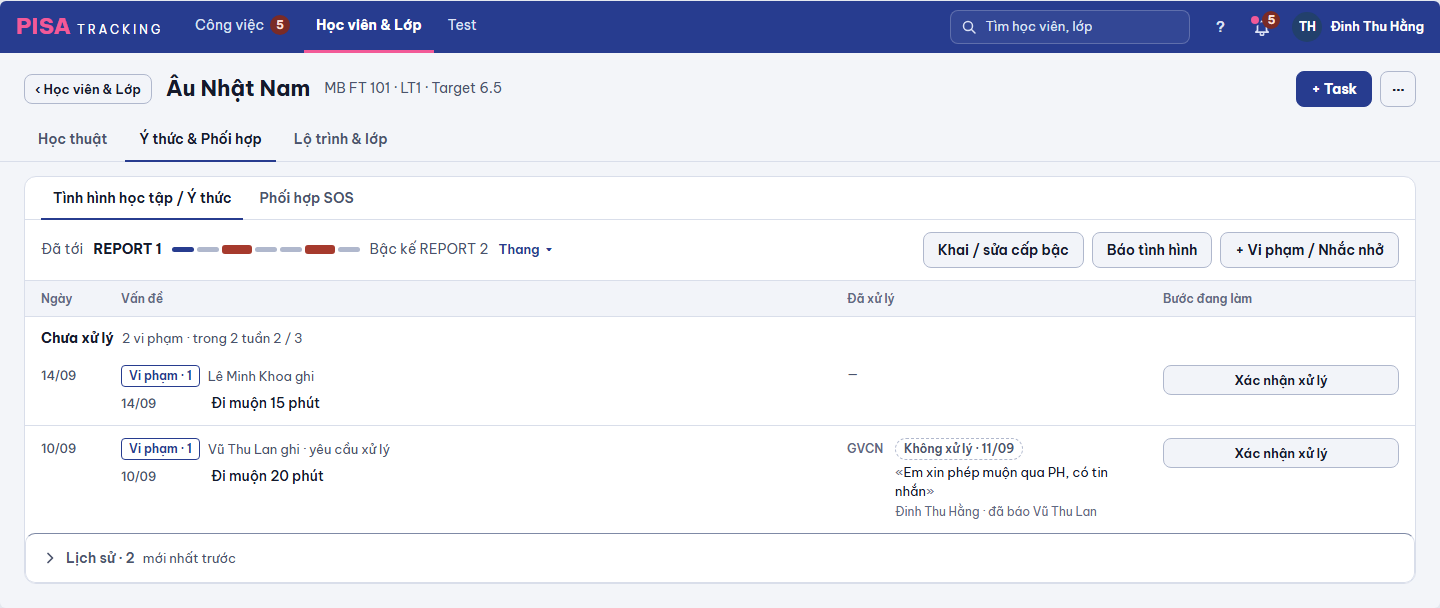 PISA TRACKING Công việc 5 Học viên & Lớp Test Tìm học viên, lớp ? 5 TH Đinh Thu Hằng
‹ Học viên & Lớp Âu Nhật Nam MB FT 101 · LT1 · Target 6.5 + Task ···
Học thuật Ý thức & Phối hợp Lộ trình & lớp
Tình hình học tập / Ý thức Phối hợp SOS
Đã tới REPORT 1 Bậc kế REPORT 2 Thang Khai / sửa cấp bậc Báo tình hình + Vi phạm / Nhắc nhở
Ngày Vấn đề Đã xử lý Bước đang làm
Chưa xử lý 2 vi phạm · trong 2 tuần 2 / 3
14/09 Vi phạm · 1 Lê Minh Khoa ghi — Xác nhận xử lý
14/09 Đi muộn 15 phút
10/09 Vi phạm · 1 Vũ Thu Lan ghi · yêu cầu xử lý GVCN Không xử lý · 11/09 Xác nhận xử lý
10/09 Đi muộn 20 phút «Em xin phép muộn qua PH, có tin
nhắn»
Đinh Thu Hằng · đã báo Vũ Thu Lan
Lịch sử · 2 mới nhất trước